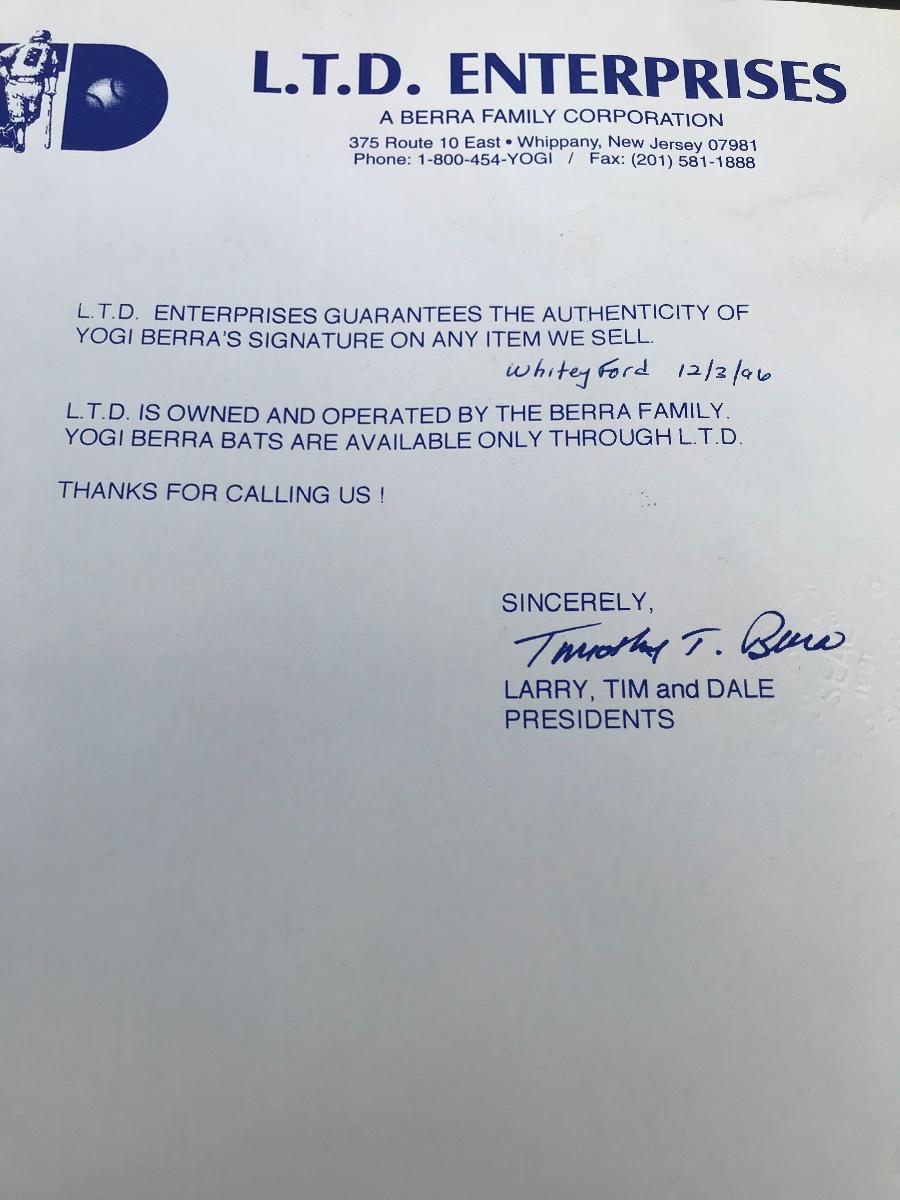 D
L.T.D. ENTERPRISES
A BERRA FAMILY CORPORATION
375 Route 10 East • Whippany, New Jersey 07981
Phone: 1-800-454-YOGI / Fax: (201) 581-1888
L.T.D. ENTERPRISES GUARANTEES THE AUTHENTICITY OF
YOGI BERRA'S SIGNATURE ON ANY ITEM WE SELL.
Whitey Ford 12/3/96
L.T.D. IS OWNED AND OPERATED BY THE BERRA FAMILY.
YOGI BERRA BATS ARE AVAILABLE ONLY THROUGH L.T.D.
THANKS FOR CALLING US !
SINCERELY,
Timothy T. Berra
LARRY, TIM and DALE
PRESIDENTS